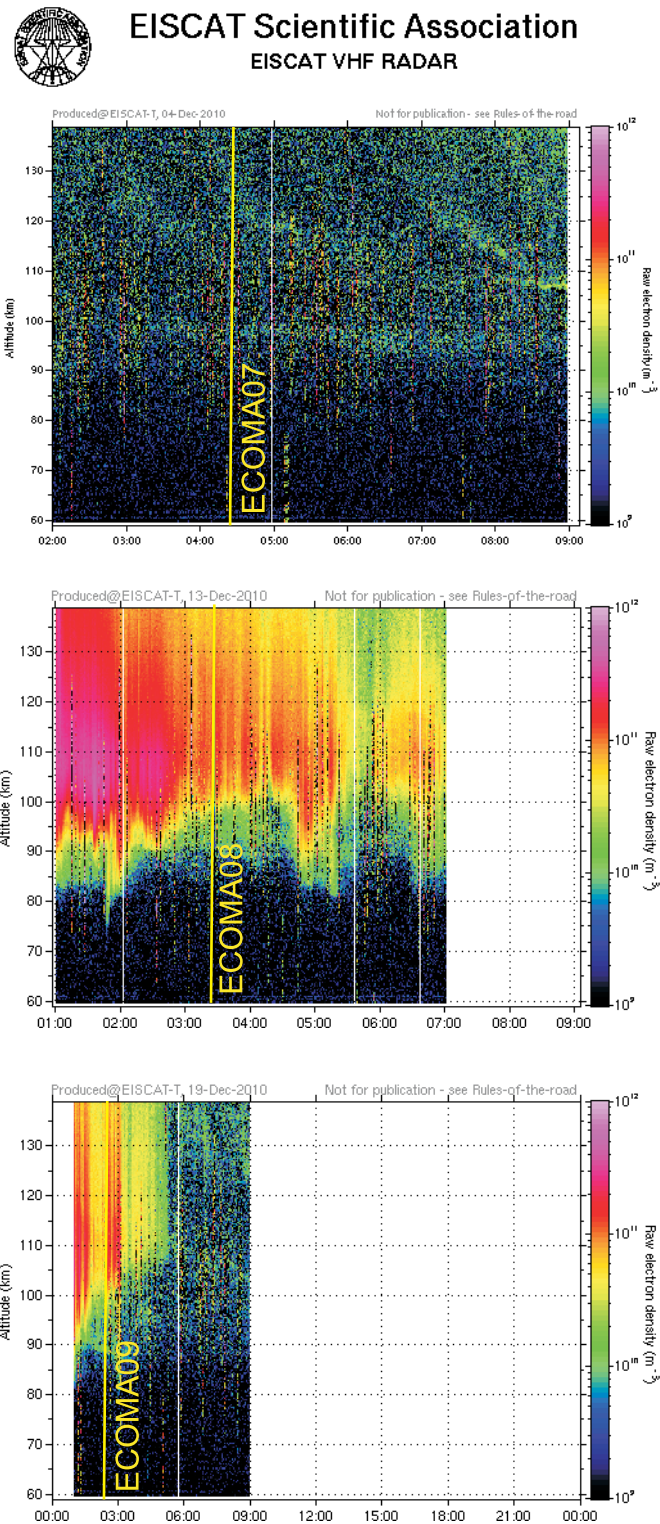 EISCAT Scientific Association
EISCAT VHF RADAR
Produced@EISCAT-T, 04-Dec-2010 Not for publication - see Rules-of-the-road
Altitude (km)
130
120
110
100
90
80
70
60
ECOMA07
02:00 03:00 04:00 05:00 06:00 07:00 08:00 09:00
10¹²
10¹¹
10¹⁰
10⁹
Raw electron density (m⁻³)
Produced@EISCAT-T, 13-Dec-2010 Not for publication - see Rules-of-the-road
Altitude (km)
130
120
110
100
90
80
70
60
ECOMA08
01:00 02:00 03:00 04:00 05:00 06:00 07:00 08:00 09:00
10¹²
10¹¹
10¹⁰
10⁹
Raw electron density (m⁻³)
Produced@EISCAT-T, 19-Dec-2010 Not for publication - see Rules-of-the-road
Altitude (km)
130
120
110
100
90
80
70
60
ECOMA09
00:00 03:00 06:00 09:00 12:00 15:00 18:00 21:00 00:00
10¹²
10¹¹
10¹⁰
10⁹
Raw electron density (m⁻³)